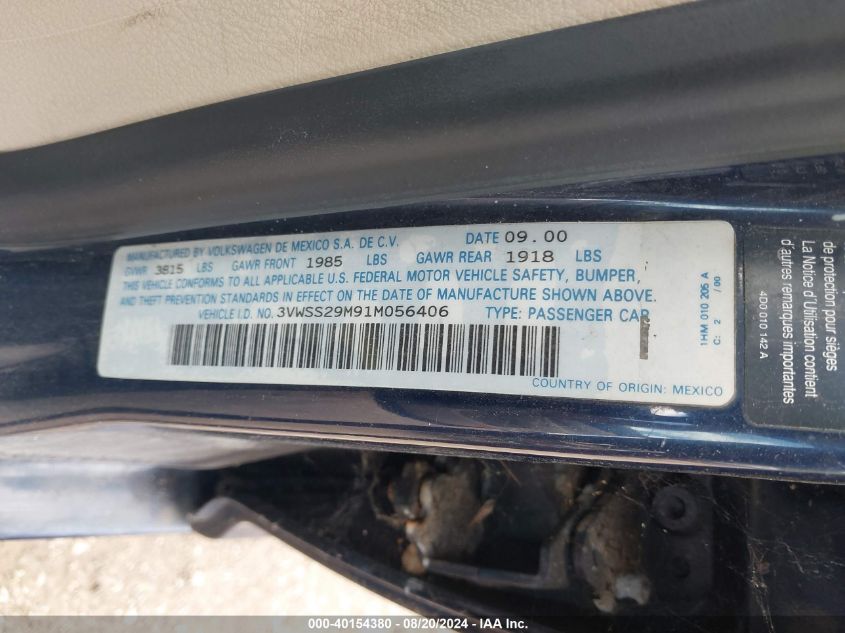 MANUFACTURED BY VOLKSWAGEN DE MEXICO S.A. DE C.V. DATE 09.00
GVWR 3815 LBS GAWR FRONT 1985 LBS GAWR REAR 1918 LBS
THIS VEHICLE CONFORMS TO ALL APPLICABLE U.S. FEDERAL MOTOR VEHICLE SAFETY, BUMPER,
AND THEFT PREVENTION STANDARDS IN EFFECT ON THE DATE OF MANUFACTURE SHOWN ABOVE.
VEHICLE I.D. NO. 3VWSS29M91M056406 TYPE: PASSENGER CAR
COUNTRY OF ORIGIN: MEXICO
1HM 010 205 A
C: 2 / 00
4D0 010 142 A
de protection pour sièges
La Notice d'Utilisation contient
d'autres remarques importantes
000-40154380 - 08/20/2024 - IAA Inc.